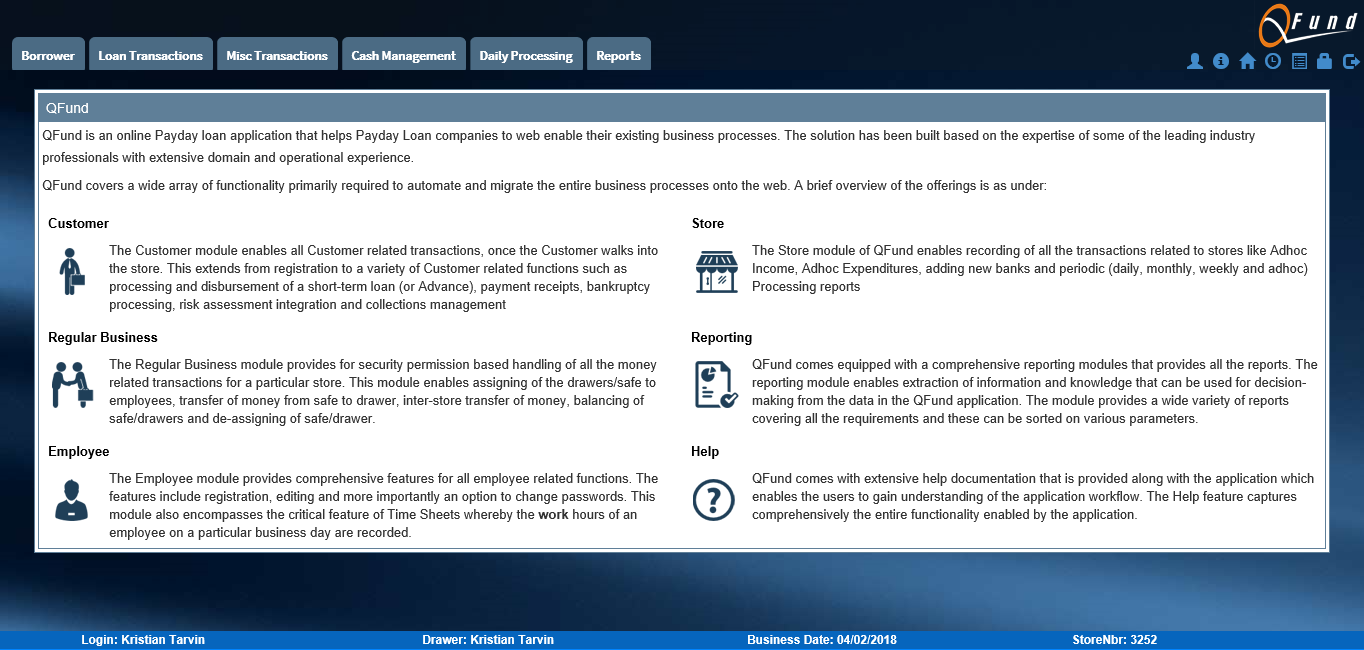 QFund
Borrower
Loan Transactions
Misc Transactions
Cash Management
Daily Processing
Reports
QFund
QFund is an online Payday loan application that helps Payday Loan companies to web enable their existing business processes. The solution has been built based on the expertise of some of the leading industry
professionals with extensive domain and operational experience.
QFund covers a wide array of functionality primarily required to automate and migrate the entire business processes onto the web. A brief overview of the offerings is as under:
Customer
The Customer module enables all Customer related transactions, once the Customer walks into
the store. This extends from registration to a variety of Customer related functions such as
processing and disbursement of a short-term loan (or Advance), payment receipts, bankruptcy
processing, risk assessment integration and collections management
Store
The Store module of QFund enables recording of all the transactions related to stores like Adhoc
Income, Adhoc Expenditures, adding new banks and periodic (daily, monthly, weekly and adhoc)
Processing reports
Regular Business
The Regular Business module provides for security permission based handling of all the money
related transactions for a particular store. This module enables assigning of the drawers/safe to
employees, transfer of money from safe to drawer, inter-store transfer of money, balancing of
safe/drawers and de-assigning of safe/drawer.
Reporting
QFund comes equipped with a comprehensive reporting modules that provides all the reports. The
reporting module enables extraction of information and knowledge that can be used for decision-
making from the data in the QFund application. The module provides a wide variety of reports
covering all the requirements and these can be sorted on various parameters.
Employee
The Employee module provides comprehensive features for all employee related functions. The
features include registration, editing and more importantly an option to change passwords. This
module also encompasses the critical feature of Time Sheets whereby the work hours of an
employee on a particular business day are recorded.
Help
QFund comes with extensive help documentation that is provided along with the application which
enables the users to gain understanding of the application workflow. The Help feature captures
comprehensively the entire functionality enabled by the application.
Login: Kristian Tarvin
Drawer: Kristian Tarvin
Business Date: 04/02/2018
StoreNbr: 3252